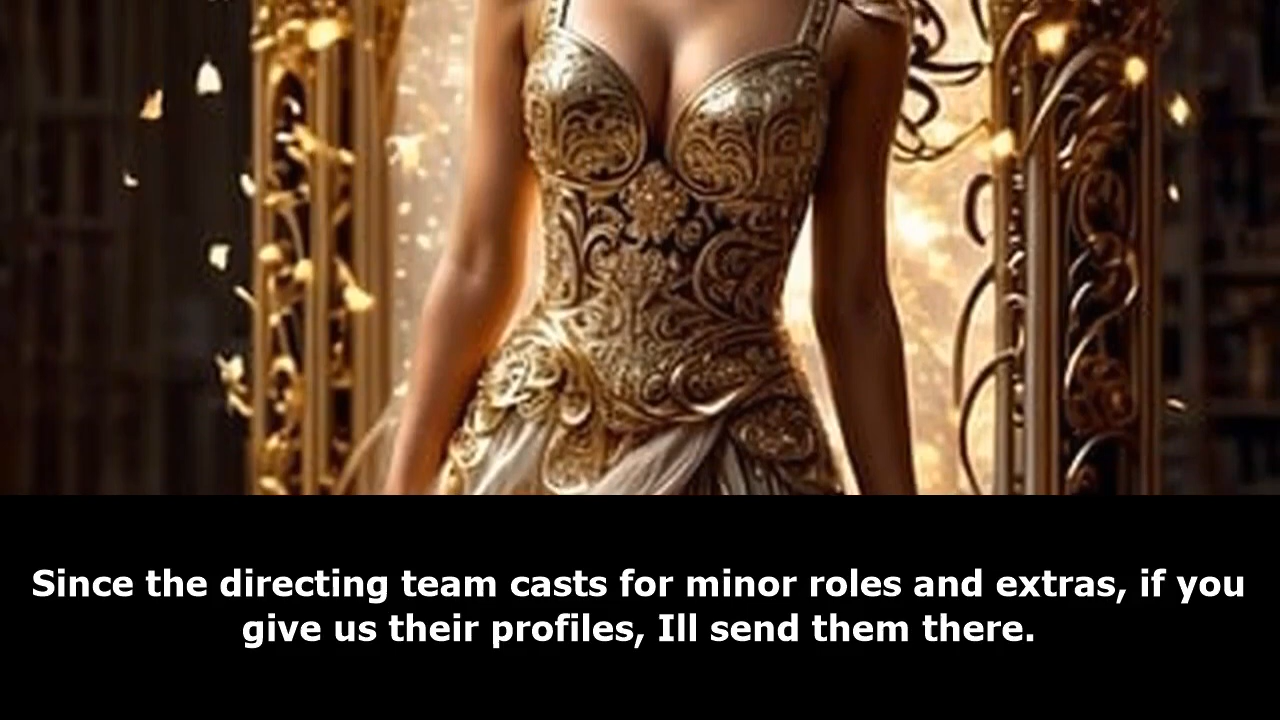 Since the directing team casts for minor roles and extras, if you
give us their profiles, Ill send them there.